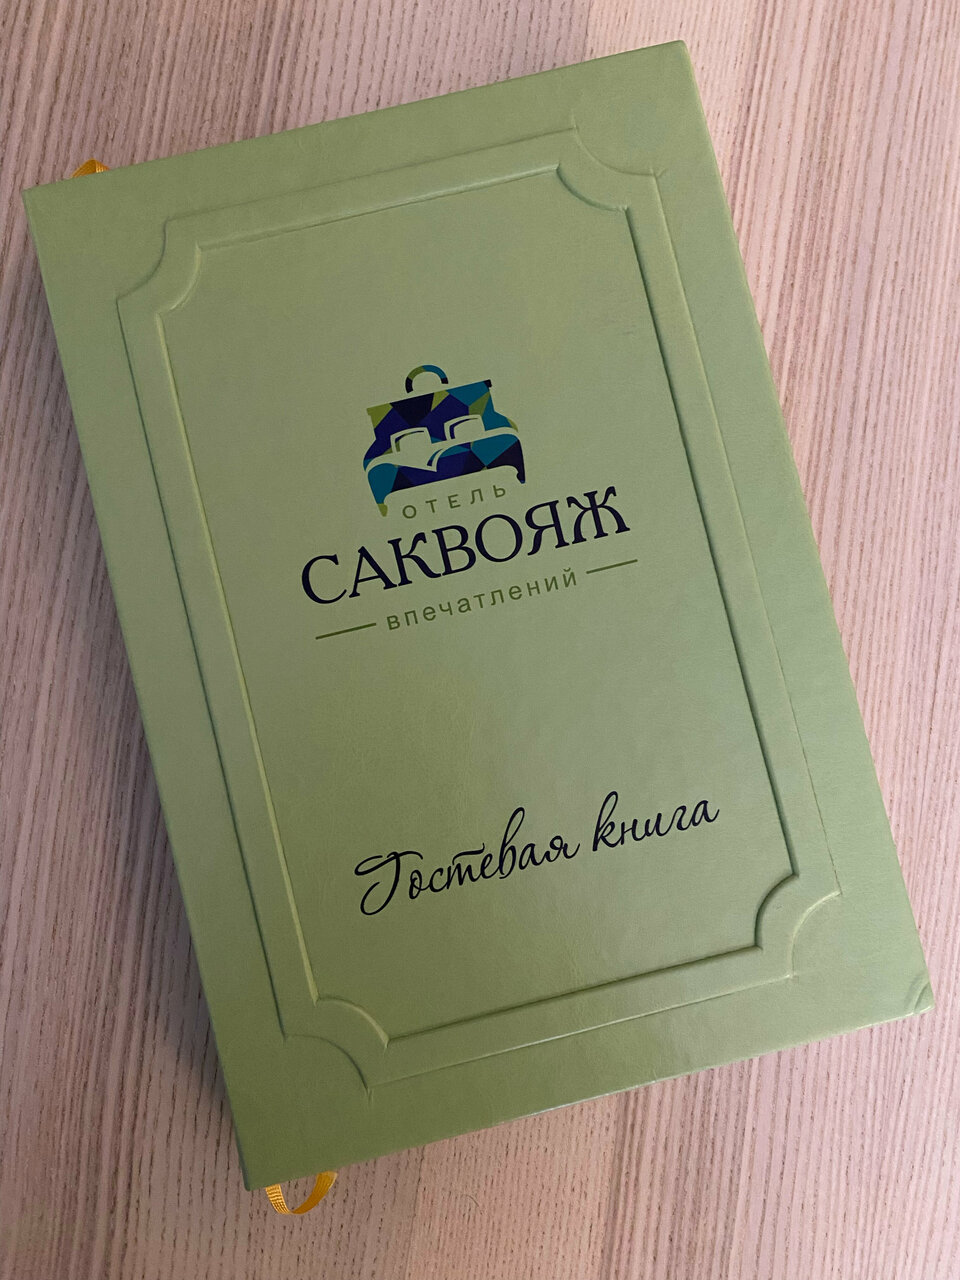 ОТЕЛЬ
САКВОЯЖ
впечатлений
Гостевая книга